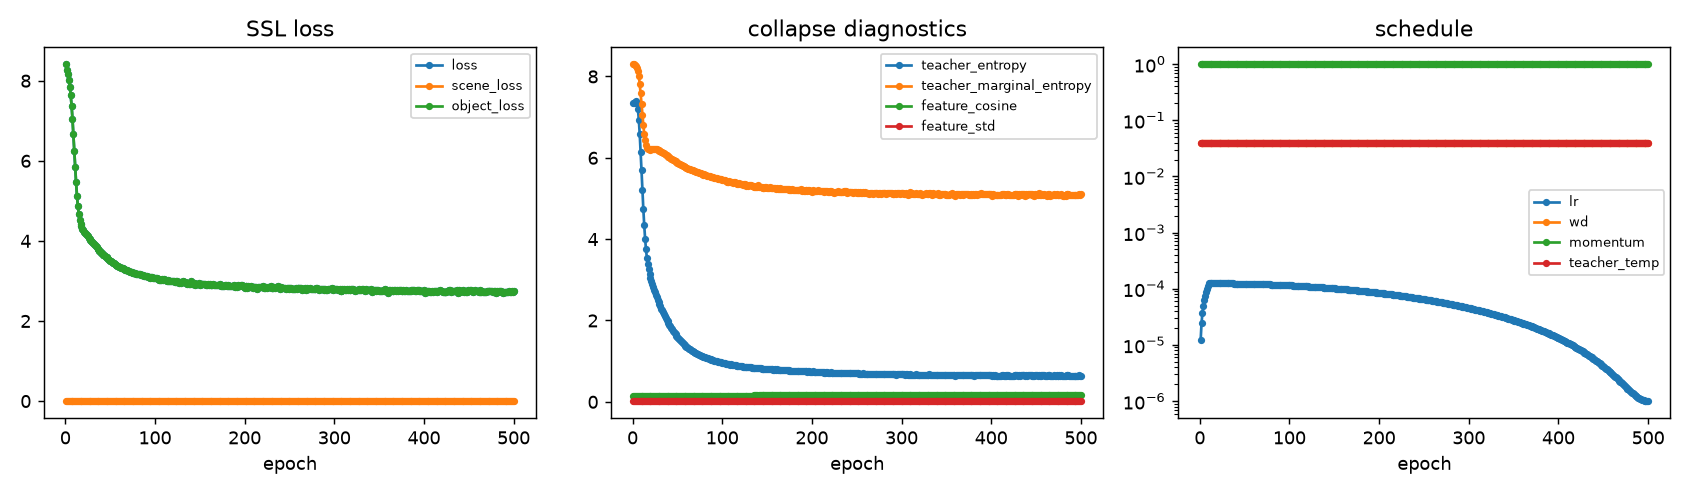 SSL loss
8
6
4
2
0
0 100 200 300 400 500
epoch
loss
scene_loss
object_loss
collapse diagnostics
8
6
4
2
0
0 100 200 300 400 500
epoch
teacher_entropy
teacher_marginal_entropy
feature_cosine
feature_std
schedule
10⁰
10⁻¹
10⁻²
10⁻³
10⁻⁴
10⁻⁵
10⁻⁶
0 100 200 300 400 500
epoch
lr
wd
momentum
teacher_temp